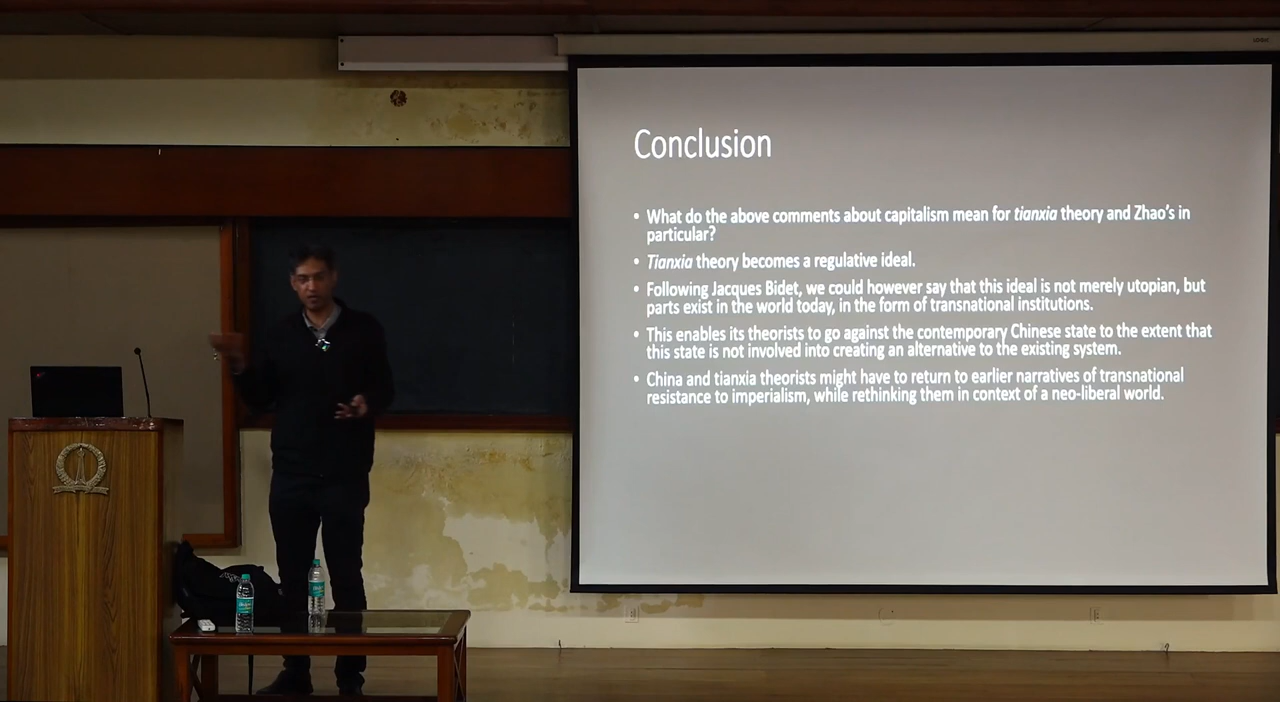 Conclusion
• What do the above comments about capitalism mean for tianxia theory and Zhao's in
particular?
• Tianxia theory becomes a regulative ideal.
• Following Jacques Bidet, we could however say that this ideal is not merely utopian, but
parts exist in the world today, in the form of transnational institutions.
• This enables its theorists to go against the contemporary Chinese state to the extent that
this state is not involved into creating an alternative to the existing system.
• China and tianxia theorists might have to return to earlier narratives of transnational
resistance to imperialism, while rethinking them in context of a neo-liberal world.